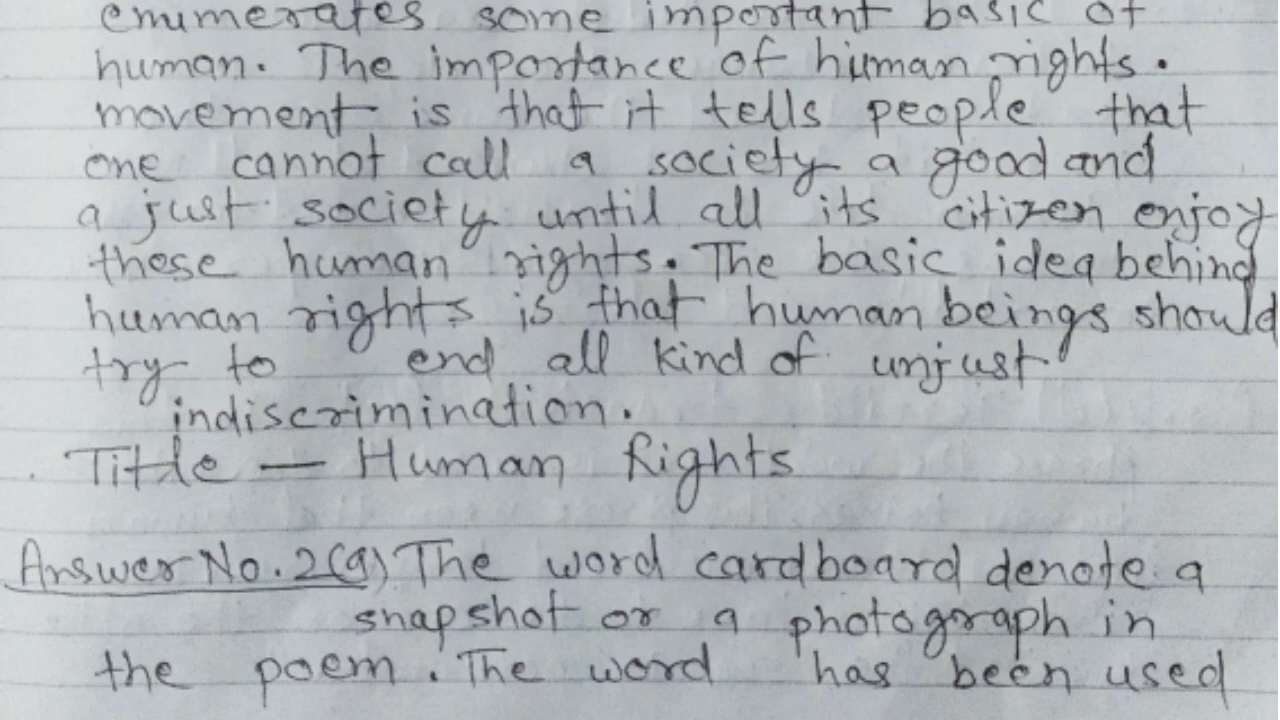 enumerates some important basic of
human. The importance of human rights.
movement is that it tells people that
one cannot call a society a good and
a just society until all its citizen enjoy
these human rights. The basic idea behind
human rights is that human beings should
try to end all kind of unjust
indiscrimination.
Title — Human Rights
Answer No. 2(a) The word cardboard denote a
snapshot or a photograph in
the poem. The word has been used